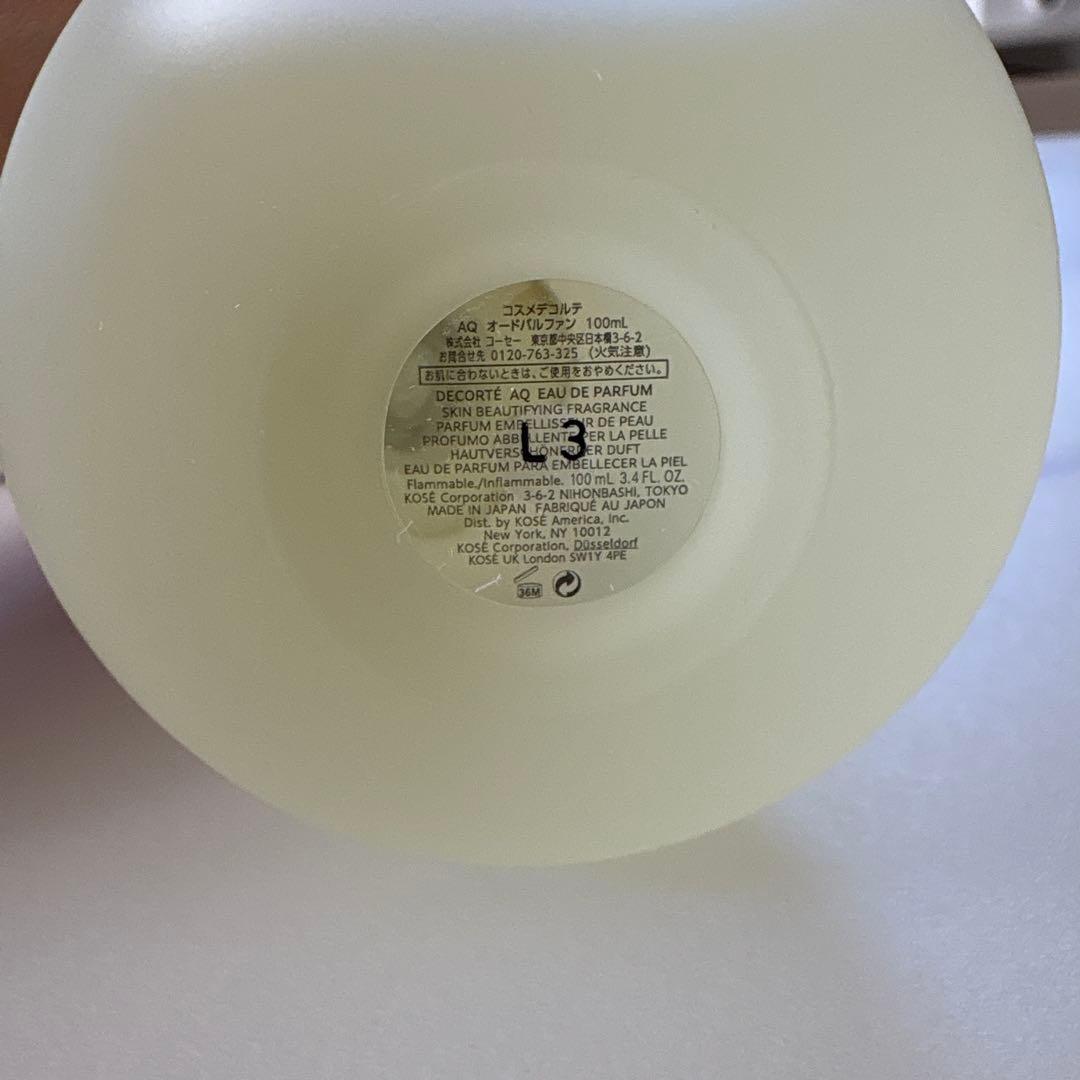 コスメデコルテ
AQ オードパルファン 100mL
株式会社 コーセー 東京都中央区日本橋3-6-2
お問合せ先 0120-763-325 (火気注意)
お肌に合わないときは、ご使用をおやめください。
DECORTÉ AQ EAU DE PARFUM
SKIN BEAUTIFYING FRAGRANCE
PARFUM EMBELLISSEUR DE PEAU
PROFUMO ABBELLENTE PER LA PELLE
L3
HAUTVERSCHÖNERDER DUFT
EAU DE PARFUM PARA EMBELLECER LA PIEL
Flammable./Inflammable. 100 mL 3.4 FL. OZ.
KOSÉ Corporation 3-6-2 NIHONBASHI, TOKYO
MADE IN JAPAN FABRIQUÉ AU JAPON
Dist. by KOSÉ America, Inc.
New York, NY 10012
KOSÉ Corporation, Düsseldorf
KOSÉ UK London SW1Y 4PE
36M